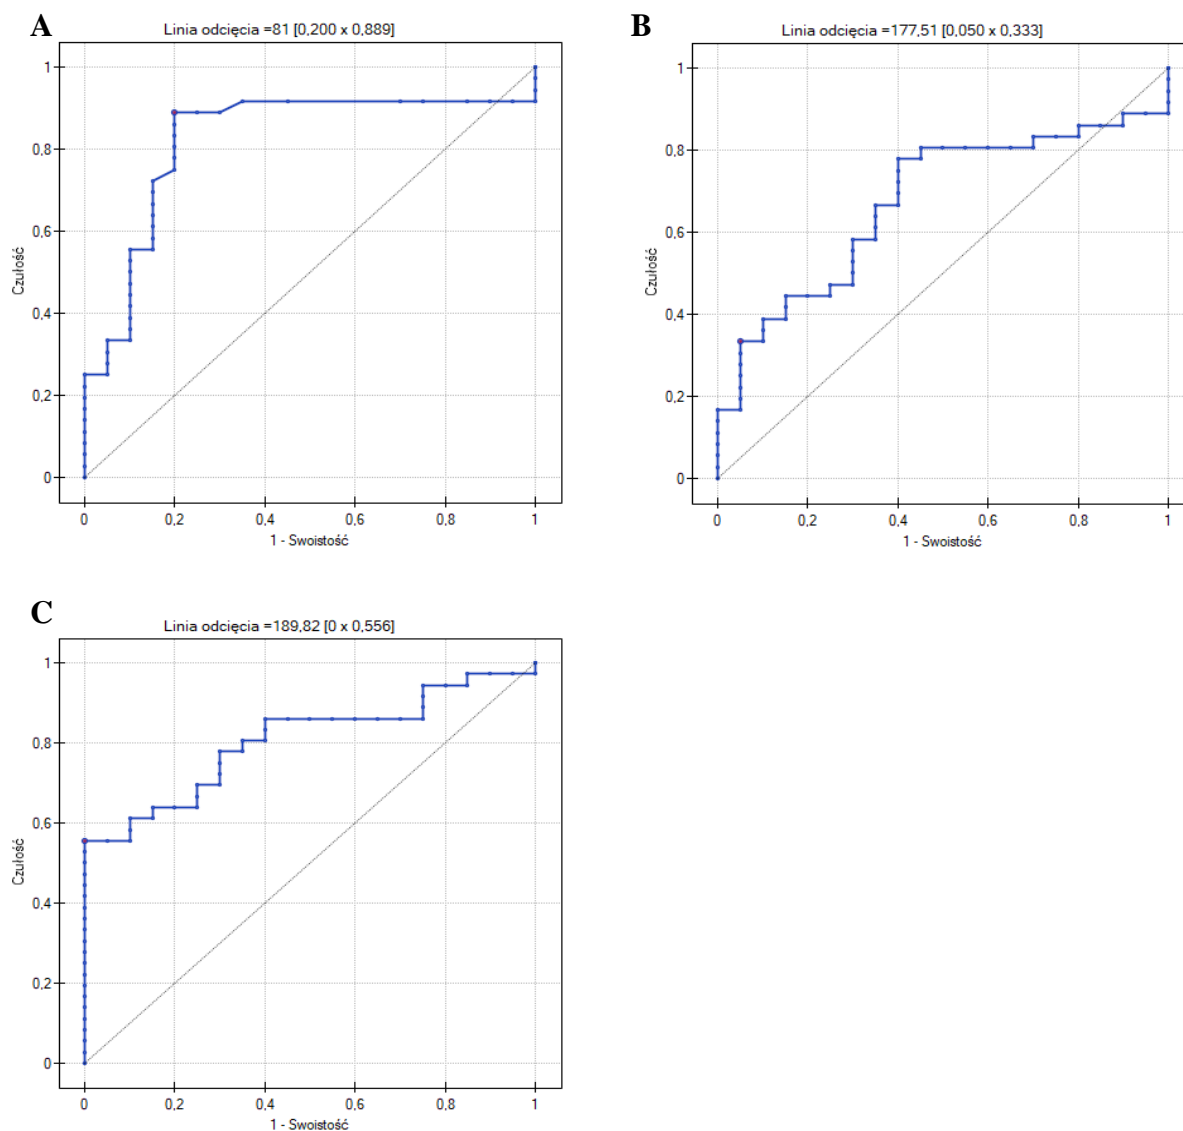 A
Linia odcięcia =81 [0,200 x 0,889]
1
0,8
0,6
0,4
0,2
0
Czułość
0 0,2 0,4 0,6 0,8 1
1 - Swoistość
B
Linia odcięcia =177,51 [0,050 x 0,333]
1
0,8
0,6
0,4
0,2
0
Czułość
0 0,2 0,4 0,6 0,8 1
1 - Swoistość
C
Linia odcięcia =189,82 [0 x 0,556]
1
0,8
0,6
0,4
0,2
0
Czułość
0 0,2 0,4 0,6 0,8 1
1 - Swoistość